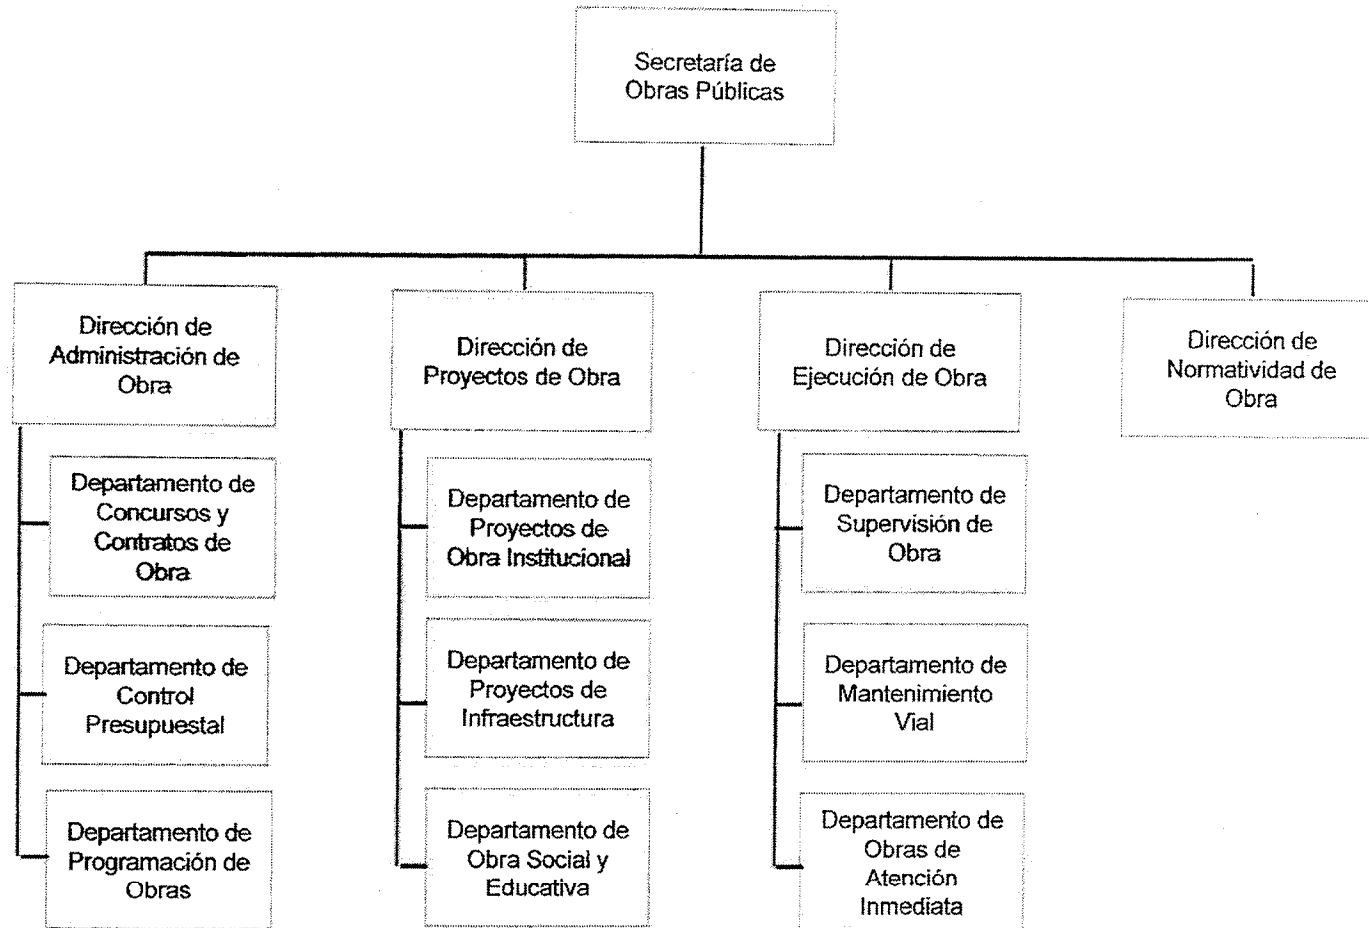 Secretaría de
Obras Públicas
Dirección de
Administración de
Obra
Dirección de
Proyectos de Obra
Dirección de
Ejecución de Obra
Dirección de
Normatividad de
Obra
Departamento de
Concursos y
Contratos de
Obra
Departamento de
Control
Presupuestal
Departamento de
Programación de
Obras
Departamento de
Proyectos de
Obra Institucional
Departamento de
Proyectos de
Infraestructura
Departamento de
Obra Social y
Educativa
Departamento de
Supervisión de
Obra
Departamento de
Mantenimiento
Vial
Departamento de
Obras de
Atención
Inmediata